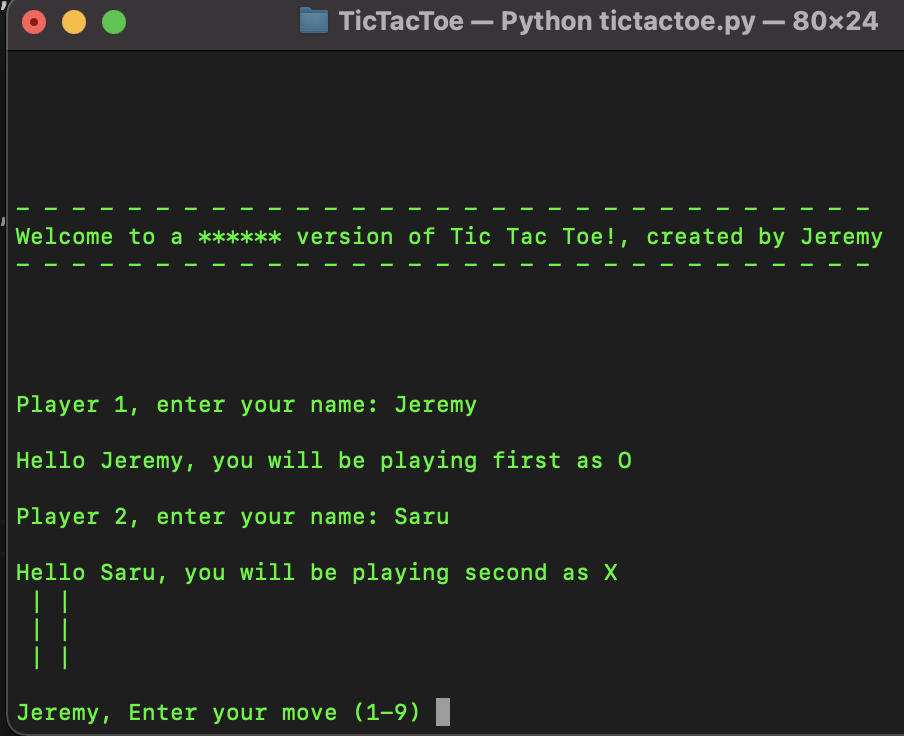 TicTacToe — Python tictactoe.py — 80×24
- - - - - - - - - - - - - - - - - - - - - - - - - - - - - - -
Welcome to a ****** version of Tic Tac Toe!, created by Jeremy
- - - - - - - - - - - - - - - - - - - - - - - - - - - - - - -
Player 1, enter your name: Jeremy
Hello Jeremy, you will be playing first as O
Player 2, enter your name: Saru
Hello Saru, you will be playing second as X
 | |
 | |
 | |
Jeremy, Enter your move (1-9)